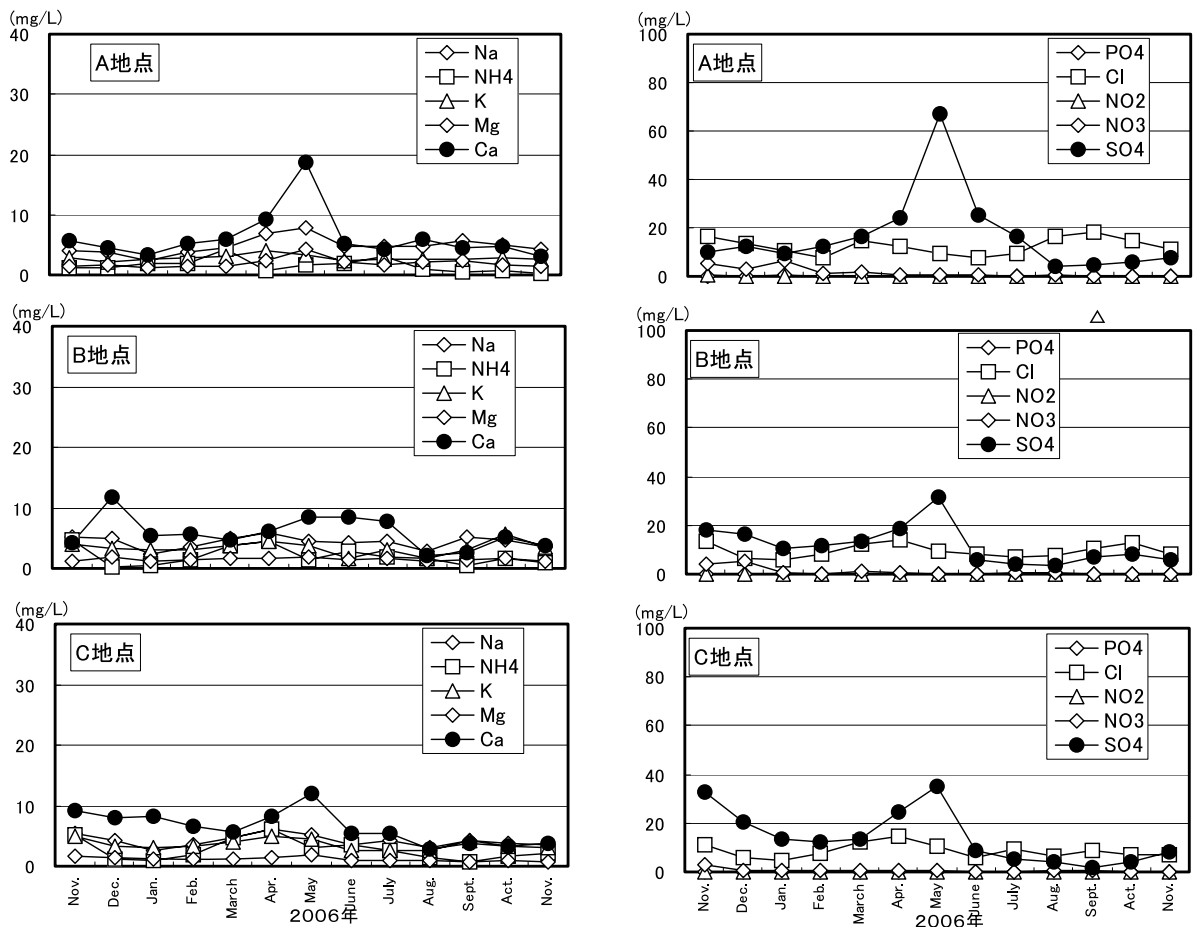 (mg/L)
40
30
20
10
0
A地点
Na
NH4
K
Mg
Ca
(mg/L)
100
80
60
40
20
0
A地点
PO4
Cl
NO2
NO3
SO4
(mg/L)
40
30
20
10
0
B地点
Na
NH4
K
Mg
Ca
(mg/L)
100
80
60
40
20
0
B地点
PO4
Cl
NO2
NO3
SO4
(mg/L)
40
30
20
10
0
C地点
Na
NH4
K
Mg
Ca
Nov. Dec. Jan. Feb. March Apr. May June July Aug. Sept. Act. Nov.
2006年
(mg/L)
100
80
60
40
20
0
C地点
PO4
Cl
NO2
NO3
SO4
Nov. Dec. Jan. Feb. March Apr. May June July Aug. Sept. Act. Nov.
2006年